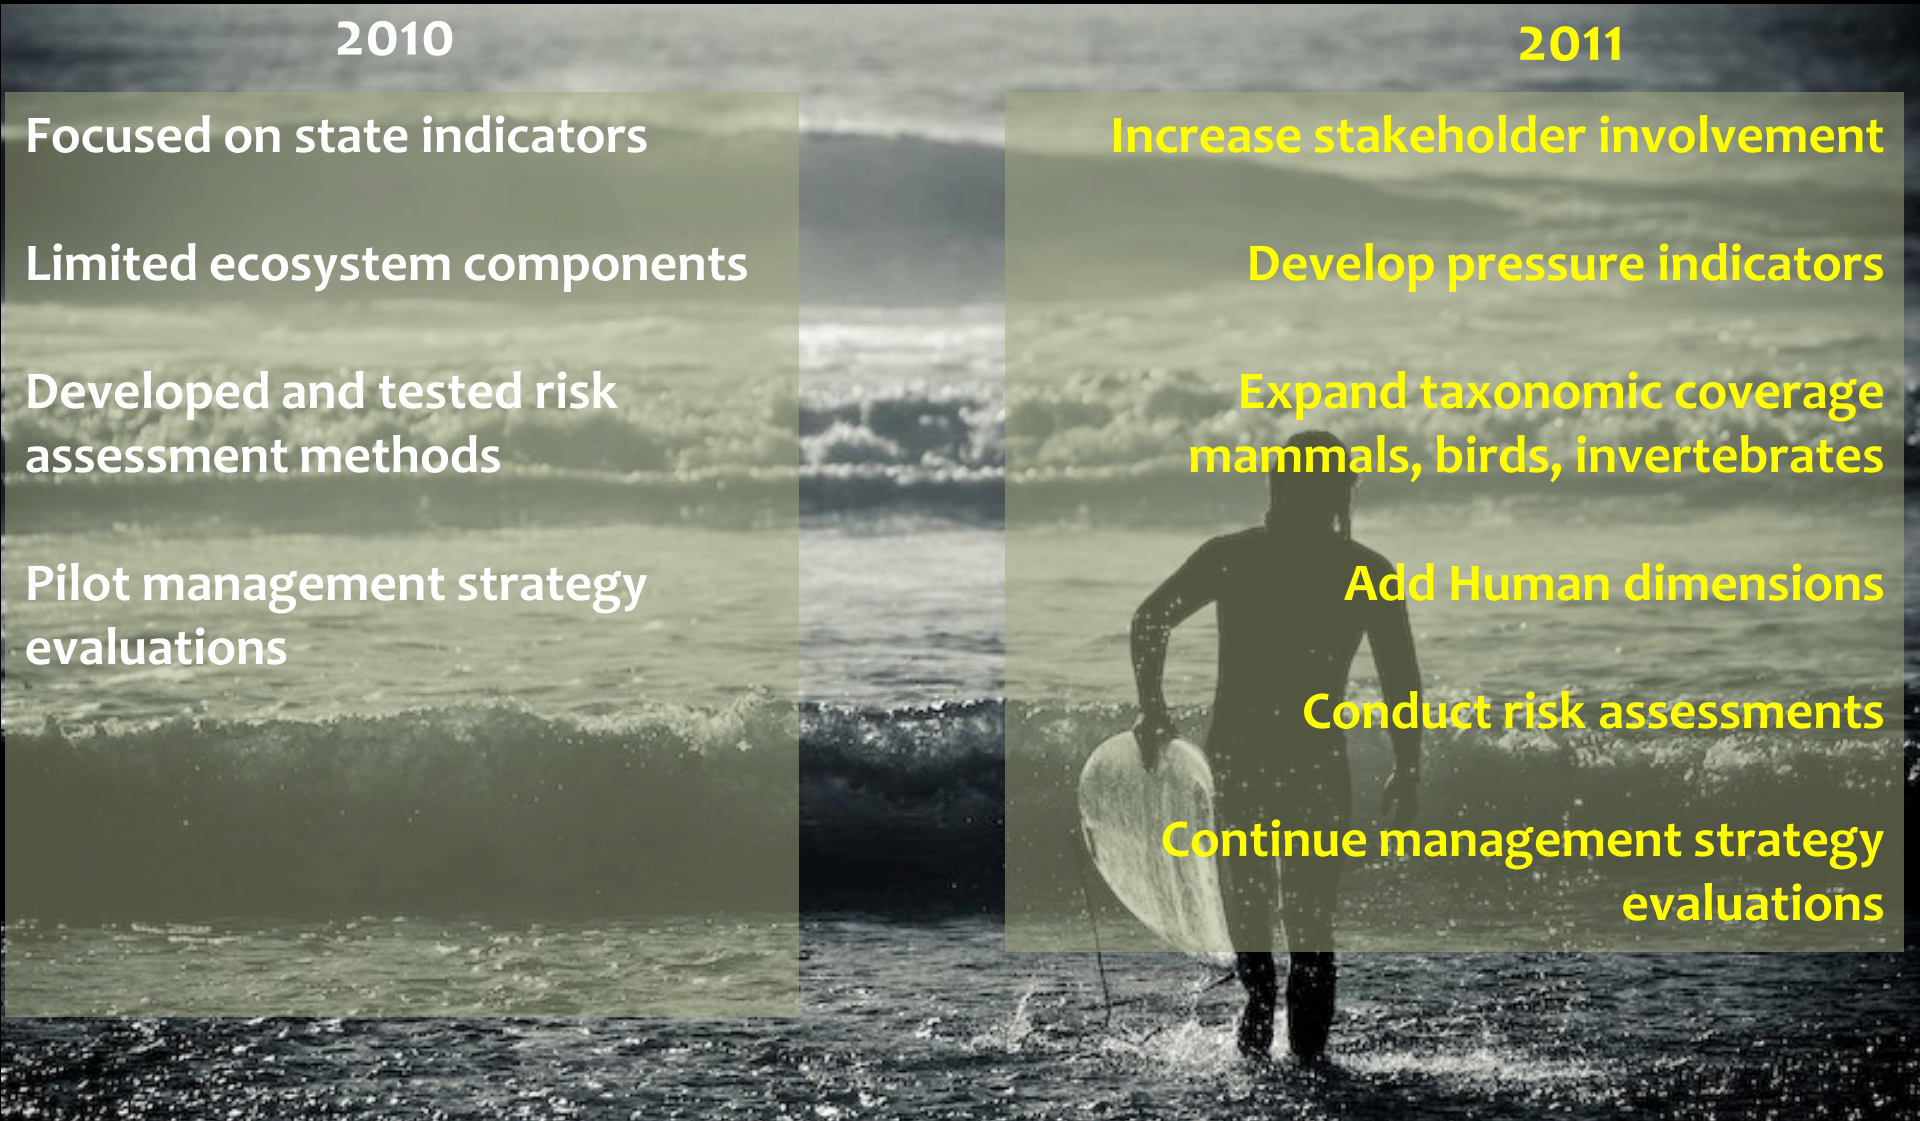 2010
Focused on state indicators
Limited ecosystem components
Developed and tested risk
assessment methods
Pilot management strategy
evaluations
2011
Increase stakeholder involvement
Develop pressure indicators
Expand taxonomic coverage
mammals, birds, invertebrates
Add Human dimensions
Conduct risk assessments
Continue management strategy
evaluations